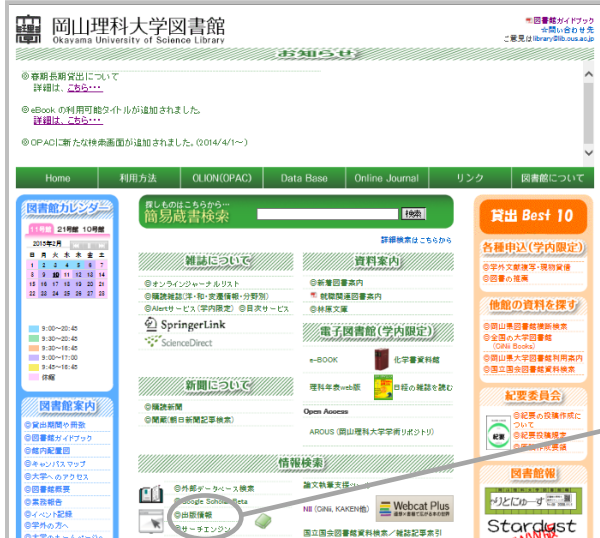 岡山理科大学図書館
Okayama University of Science Library
図書館ガイドブック
☆問い合わせ先
ご意見はlibrary@lib.ous.ac.jp
お知らせ
◎春期長期貸出について
詳細は、こちら・・・
◎eBook の利用可能タイトルが追加されました。
詳細は、こちら・・・
◎OPACに新たな検索画面が追加されました。(2014/4/1～)
Home 利用方法 OLION(OPAC) Data Base Online Journal リンク 図書館について
図書館カレンダー
11号館 21号館 10号館
2015年2月
日 月 火 水 木 金 土
1 2 3 4 5 6 7
8 9 10 11 12 13 14
15 16 17 18 19 20 21
22 23 24 25 26 27 28
9:00～20:45
9:30～20:45
9:30～16:45
9:00～11:00
9:45～16:45
休館
図書館案内
◎貸出期間や冊数
◎図書館ガイドブック
◎館内配置図
◎キャンパスマップ
◎大学へのアクセス
◎図書館概要
◎業務報告
◎イベント記録
◎学外の方へ
探しものはこちらから…
簡易蔵書検索
検索
詳細検索はこちらから
雑誌について
◎オンラインジャーナルリスト
◎購読雑誌(洋・和・変遷情報・分野別)
◎Alertサービス(学内限定) ◎目次サービス
SpringerLink
ScienceDirect
新聞について
◎購読新聞
◎聞蔵(朝日新聞記事検索)
資料案内
◎新着図書案内
就職関連図書案内
◎林原文庫
電子図書館(学内限定)
e-BOOK
化学書資料館
理科年表web版
日経の雑誌を読む
Open Access
AROUS (岡山理科大学学術リポジトリ)
情報検索
◎外部データベース検索
◎Google Scholar Beta
◎出版情報
◎サーチエンジン
論文執筆支援
NII (CiNii, KAKEN他)
Webcat Plus
国立国会図書館資料検索／雑誌記事索引
貸出 Best 10
各種申込(学内限定)
◎学外文献複写・現物貸借
◎図書の推薦
他館の資料を探す
◎岡山県図書館横断検索
◎全国の大学図書館
(CiNii Books)
◎岡山県大学図書館利用案内
◎国立国会図書館資料検索
紀要委員会
紀要
◎紀要の投稿作成について
◎紀要投稿規定
図書館報
りとにゅーす
Stardust